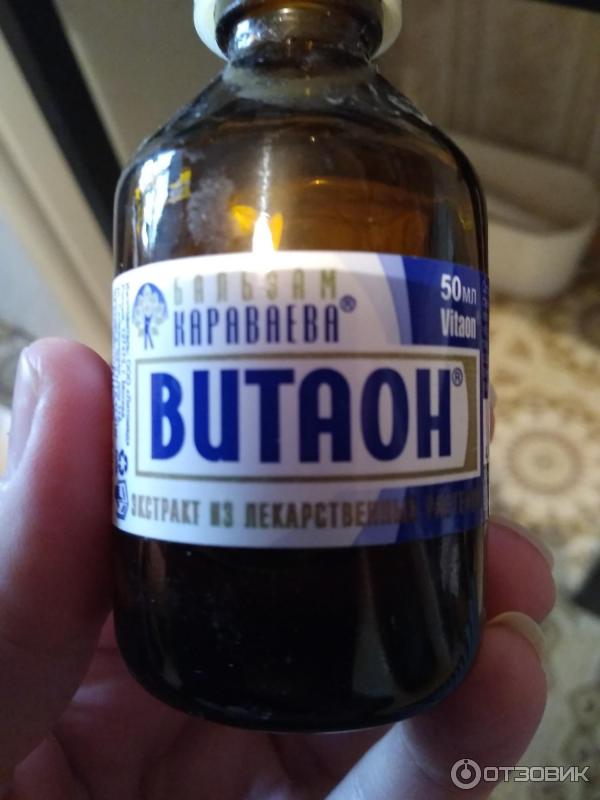 БАЛЬЗАМ
КАРАВАЕВА®
50мл
Vitaon
ВИТАОН®
ЭКСТРАКТ ИЗ ЛЕКАРСТВЕННЫХ
ОТЗОВИК